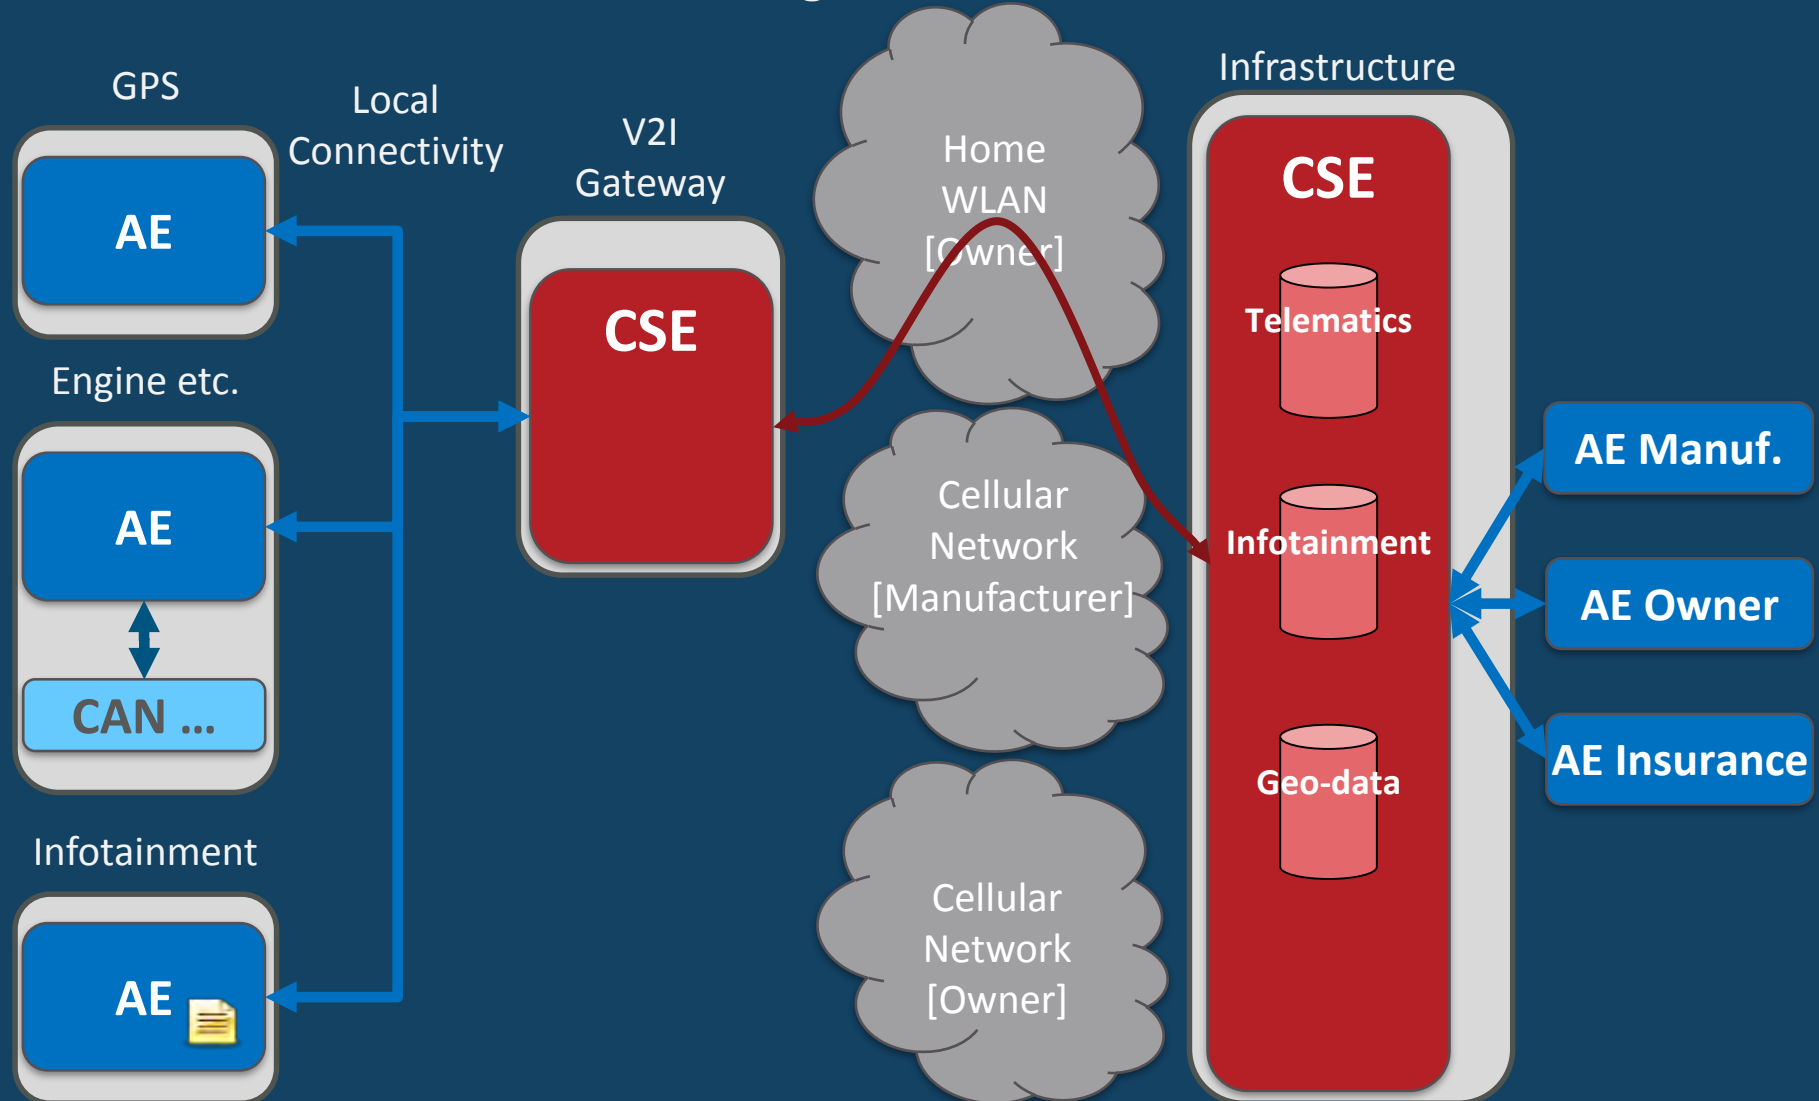 GPS
AE
Engine etc.
AE
CAN ...
Infotainment
AE
Local
Connectivity
V2I
Gateway
CSE
Home
WLAN
[Owner]
Cellular
Network
[Manufacturer]
Cellular
Network
[Owner]
Infrastructure
CSE
Telematics
Infotainment
Geo-data
AE Manuf.
AE Owner
AE Insurance